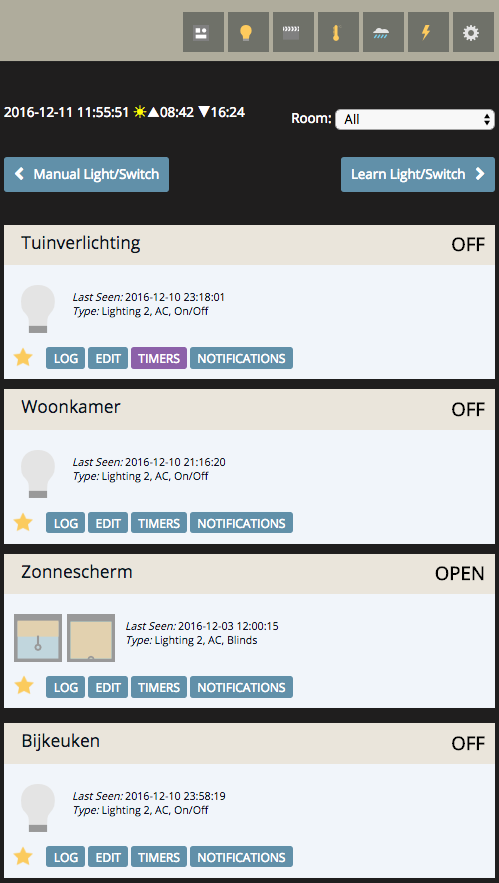 2016-12-11 11:55:51 ☀▲08:42 ▼16:24
Room: All
Manual Light/Switch
Learn Light/Switch
Tuinverlichting OFF
Last Seen: 2016-12-10 23:18:01
Type: Lighting 2, AC, On/Off
LOG EDIT TIMERS NOTIFICATIONS
Woonkamer OFF
Last Seen: 2016-12-10 21:16:20
Type: Lighting 2, AC, On/Off
LOG EDIT TIMERS NOTIFICATIONS
Zonnescherm OPEN
Last Seen: 2016-12-03 12:00:15
Type: Lighting 2, AC, Blinds
LOG EDIT TIMERS NOTIFICATIONS
Bijkeuken OFF
Last Seen: 2016-12-10 23:58:19
Type: Lighting 2, AC, On/Off
LOG EDIT TIMERS NOTIFICATIONS